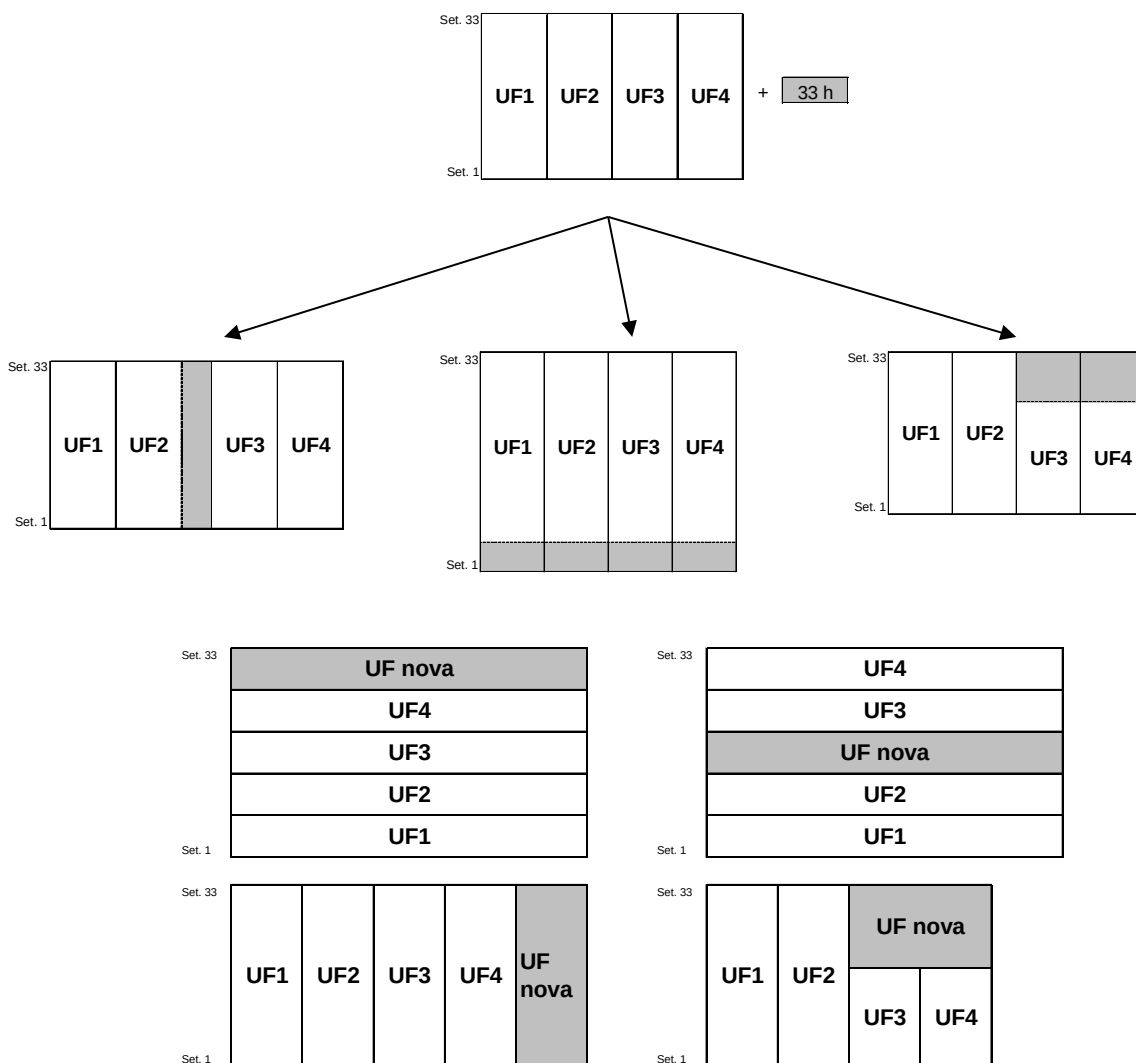 Set. 33
UF1 UF2 UF3 UF4 + 33 h
Set. 1
Set. 33
UF1 UF2 UF3 UF4
Set. 1
Set. 33
UF1 UF2 UF3 UF4
Set. 1
Set. 33
UF1 UF2
UF3 UF4
Set. 1
Set. 33
UF nova
UF4
UF3
UF2
UF1
Set. 1
Set. 33
UF4
UF3
UF nova
UF2
UF1
Set. 1
Set. 33
UF1 UF2 UF3 UF4 UF
nova
Set. 1
Set. 33
UF nova
UF1 UF2
UF3 UF4
Set. 1